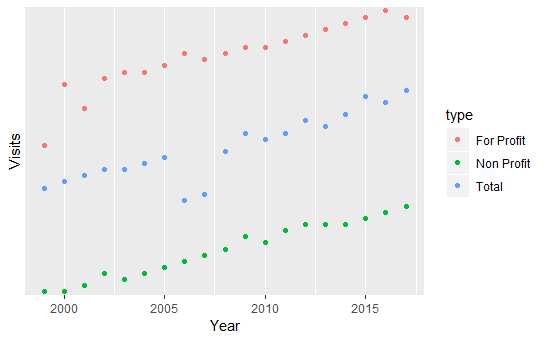 Visits
2000 2005 2010 2015
Year
type
For Profit
Non Profit
Total